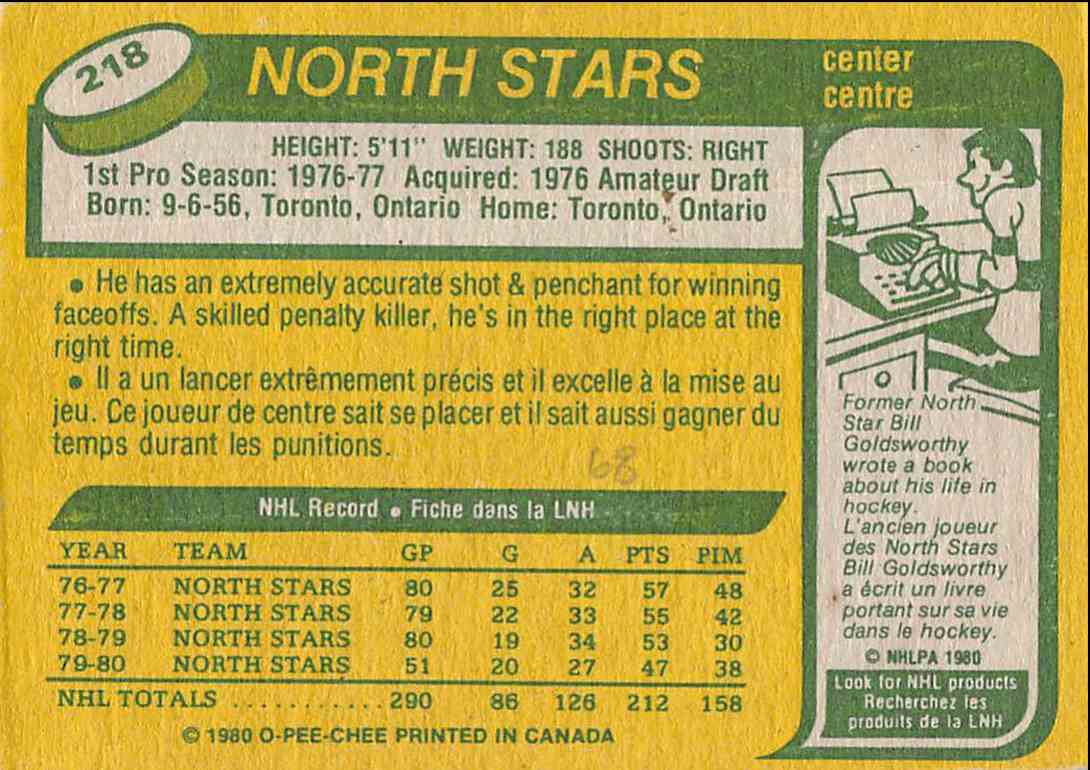 218
NORTH STARS
center
centre
HEIGHT: 5'11" WEIGHT: 188 SHOOTS: RIGHT
1st Pro Season: 1976-77 Acquired: 1976 Amateur Draft
Born: 9-6-56, Toronto, Ontario Home: Toronto, Ontario
• He has an extremely accurate shot & penchant for winning
faceoffs. A skilled penalty killer, he's in the right place at the
right time.
• Il a un lancer extrêmement précis et il excelle à la mise au
jeu. Ce joueur de centre sait se placer et il sait aussi gagner du
temps durant les punitions.
68
NHL Record • Fiche dans la LNH
YEAR TEAM GP G A PTS PIM
76-77 NORTH STARS 80 25 32 57 48
77-78 NORTH STARS 79 22 33 55 42
78-79 NORTH STARS 80 19 34 53 30
79-80 NORTH STARS 51 20 27 47 38
NHL TOTALS ............290 86 126 212 158
© 1980 O-PEE-CHEE PRINTED IN CANADA
Former North
Star Bill
Goldsworthy
wrote a book
about his life in
hockey.
L'ancien joueur
des North Stars
Bill Goldsworthy
a écrit un livre
portant sur sa vie
dans le hockey.
© NHLPA 1980
Look for NHL products
Recherchez les
produits de la LNH